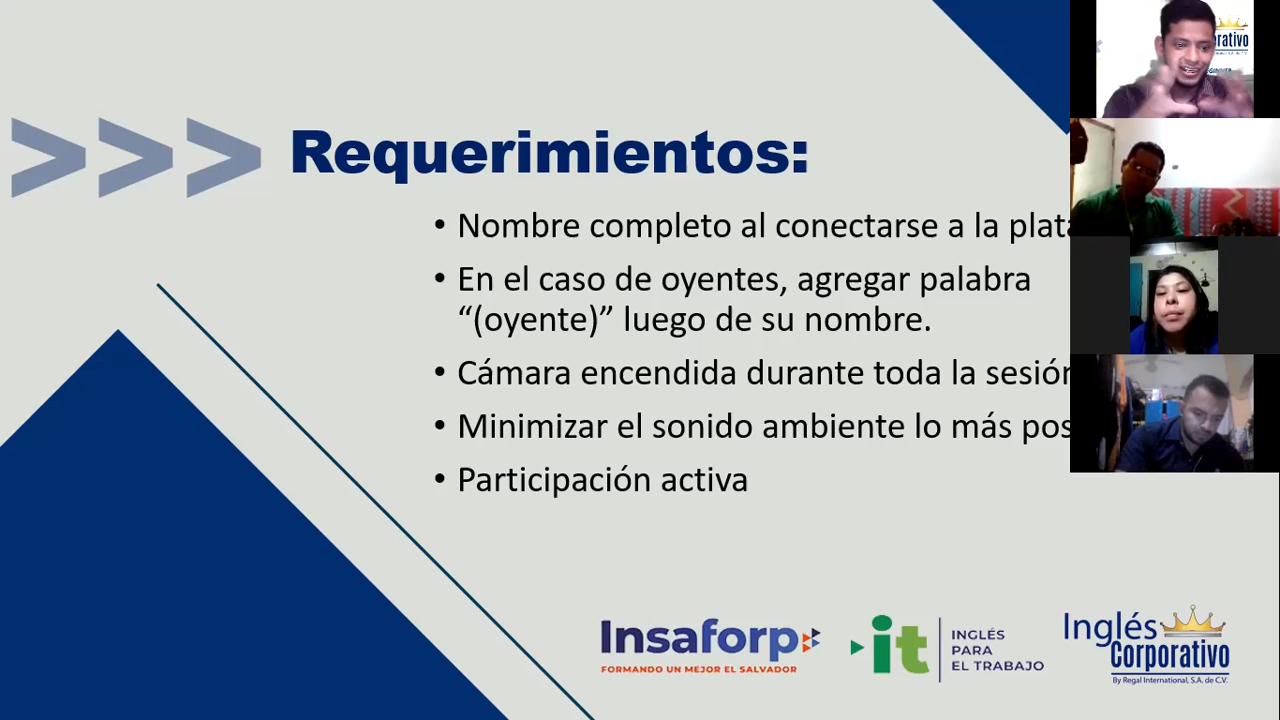 >>> Requerimientos:
• Nombre completo al conectarse a la plata
• En el caso de oyentes, agregar palabra
“(oyente)” luego de su nombre.
• Cámara encendida durante toda la sesión
• Minimizar el sonido ambiente lo más pos
• Participación activa
Insaforp
FORMANDO UN MEJOR EL SALVADOR
it
INGLÉS
PARA
EL TRABAJO
Inglés
Corporativo
By Regal International, S.A. de C.V.